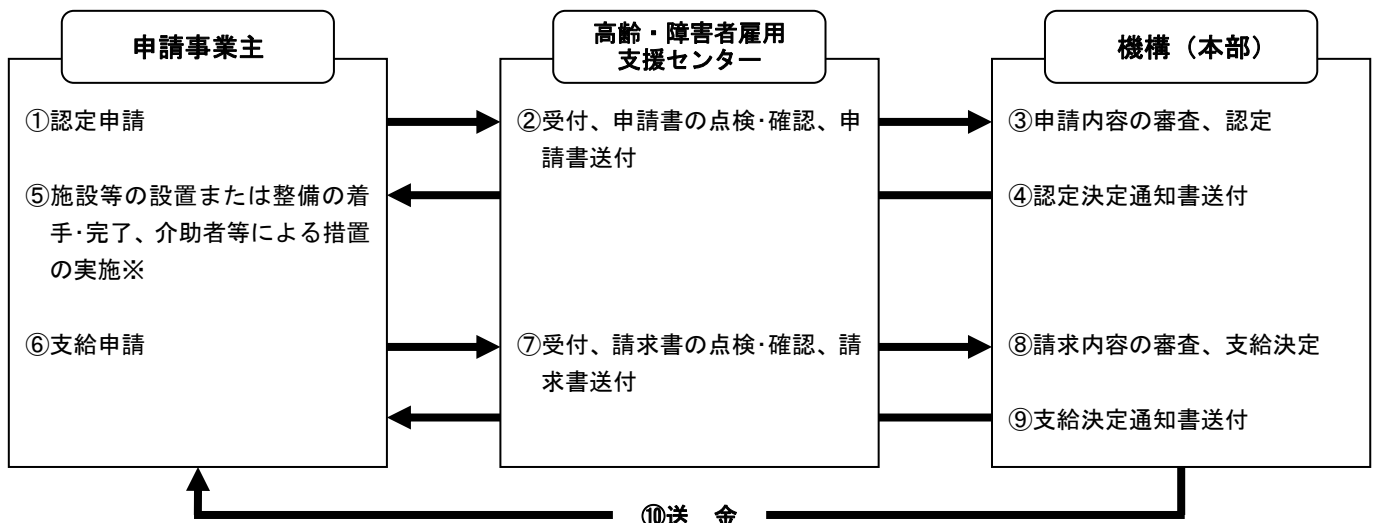 申請事業主
高齢・障害者雇用
支援センター
機構（本部）
①認定申請
②受付、申請書の点検･確認、申
請書送付
③申請内容の審査、認定
⑤施設等の設置または整備の着
手･完了、介助者等による措置
の実施※
④認定決定通知書送付
⑥支給申請
⑦受付、請求書の点検･確認、請
求書送付
⑧請求内容の審査、支給決定
⑨支給決定通知書送付
⑩送　金